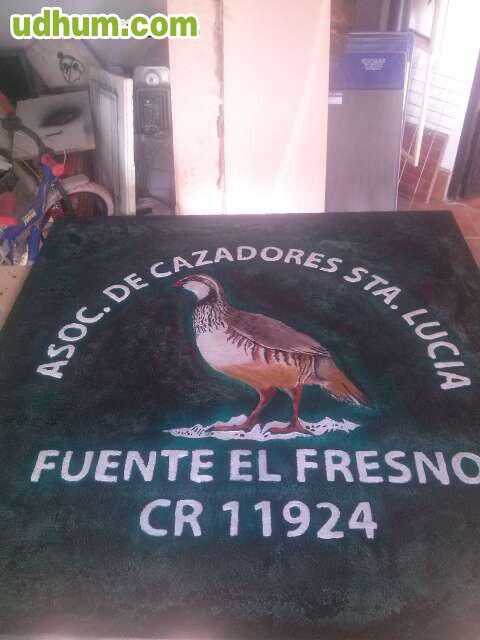 udhum.com
ASOC. DE CAZADORES STA. LUCIA
FUENTE EL FRESNO
CR 11924